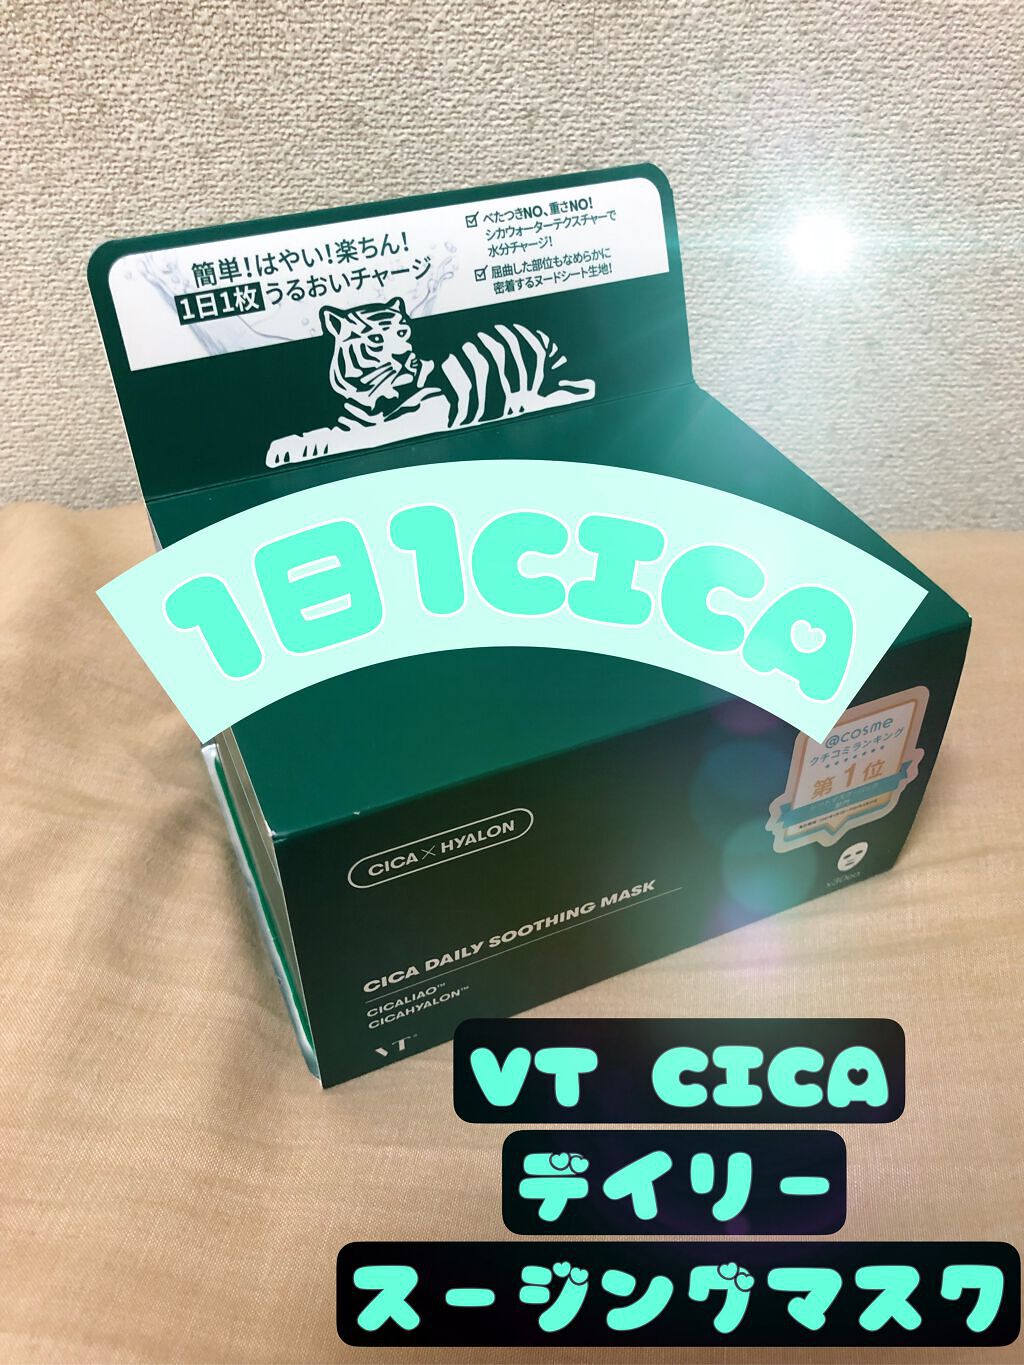 簡単!はやい!楽ちん!
1日1枚 うるおいチャージ
べたつきNO、重さNO!
シカウォーターテクスチャーで
水分チャージ!
屈曲した部位もなめらかに
密着するヌードシート生地!
1日1CICA
@cosme
クチコミランキング
第1位
CICA×HYALON
x30ea
CICA DAILY SOOTHING MASK
CICALIAO™
CICAHYALON™
VT
VT CICA
デイリー
スージングマスク